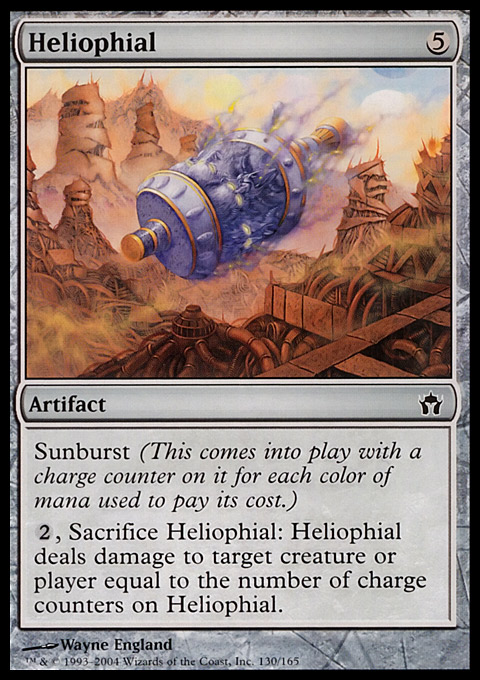 Heliophial 5
Artifact
Sunburst (This comes into play with a
charge counter on it for each color of
mana used to pay its cost.)
2, Sacrifice Heliophial: Heliophial
deals damage to target creature or
player equal to the number of charge
counters on Heliophial.
Wayne England
™ & © 1993–2004 Wizards of the Coast, Inc. 130/165